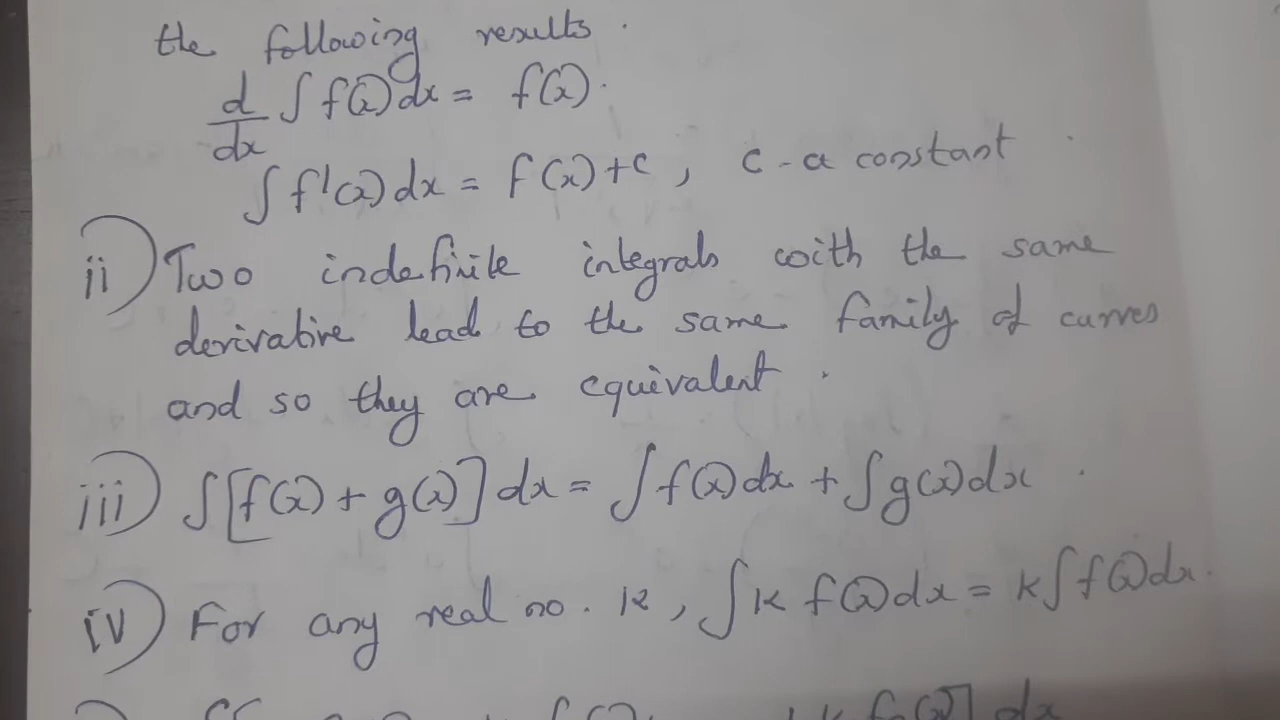 the following results.
d/dx ∫ f(x) dx = f(x).
∫ f'(x) dx = f(x) + c, c - a constant
ii) Two indefinite integrals with the same
derivative lead to the same family of curves
and so they are equivalent.
iii) ∫ [f(x) + g(x)] dx = ∫ f(x) dx + ∫ g(x) dx.
iv) For any real no. k, ∫ k f(x) dx = k ∫ f(x) dx.